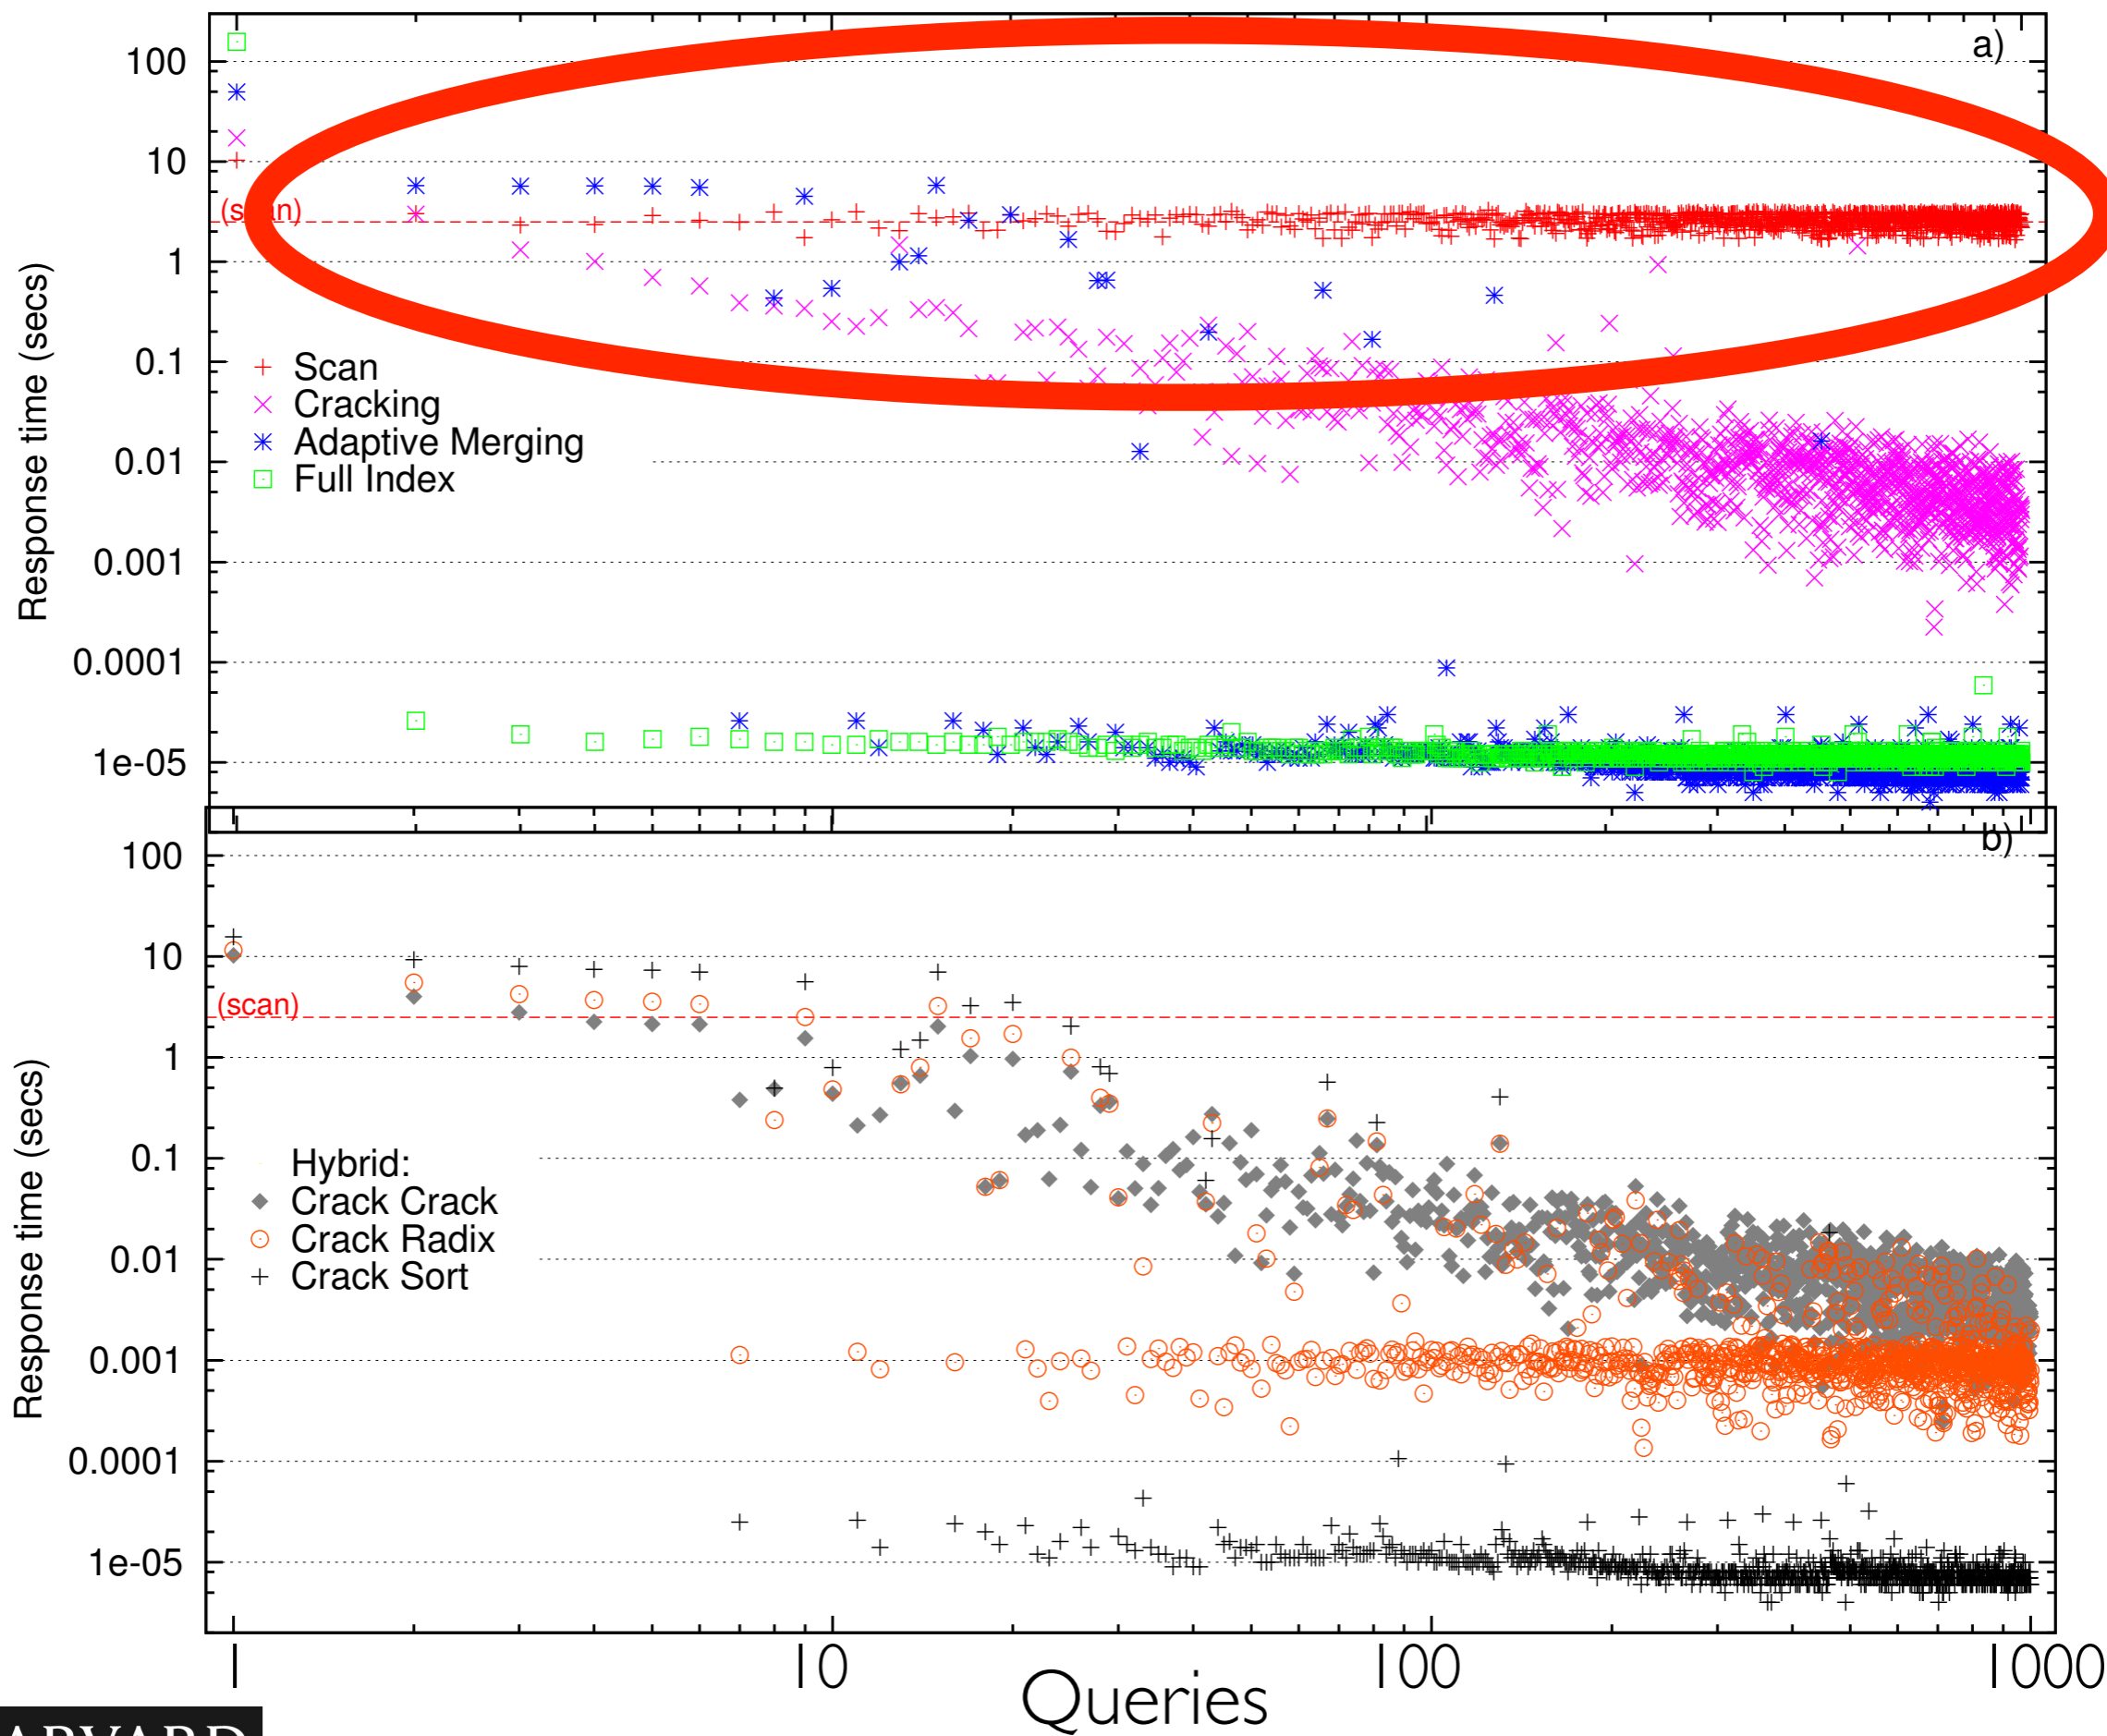 a)
100
10
(scan)
1
0.1
0.01
0.001
0.0001
1e-05
Response time (secs)
Scan
Cracking
Adaptive Merging
Full Index
b)
100
10
(scan)
1
0.1
0.01
0.001
0.0001
1e-05
Response time (secs)
Hybrid:
Crack Crack
Crack Radix
Crack Sort
1 10 100 1000
Queries